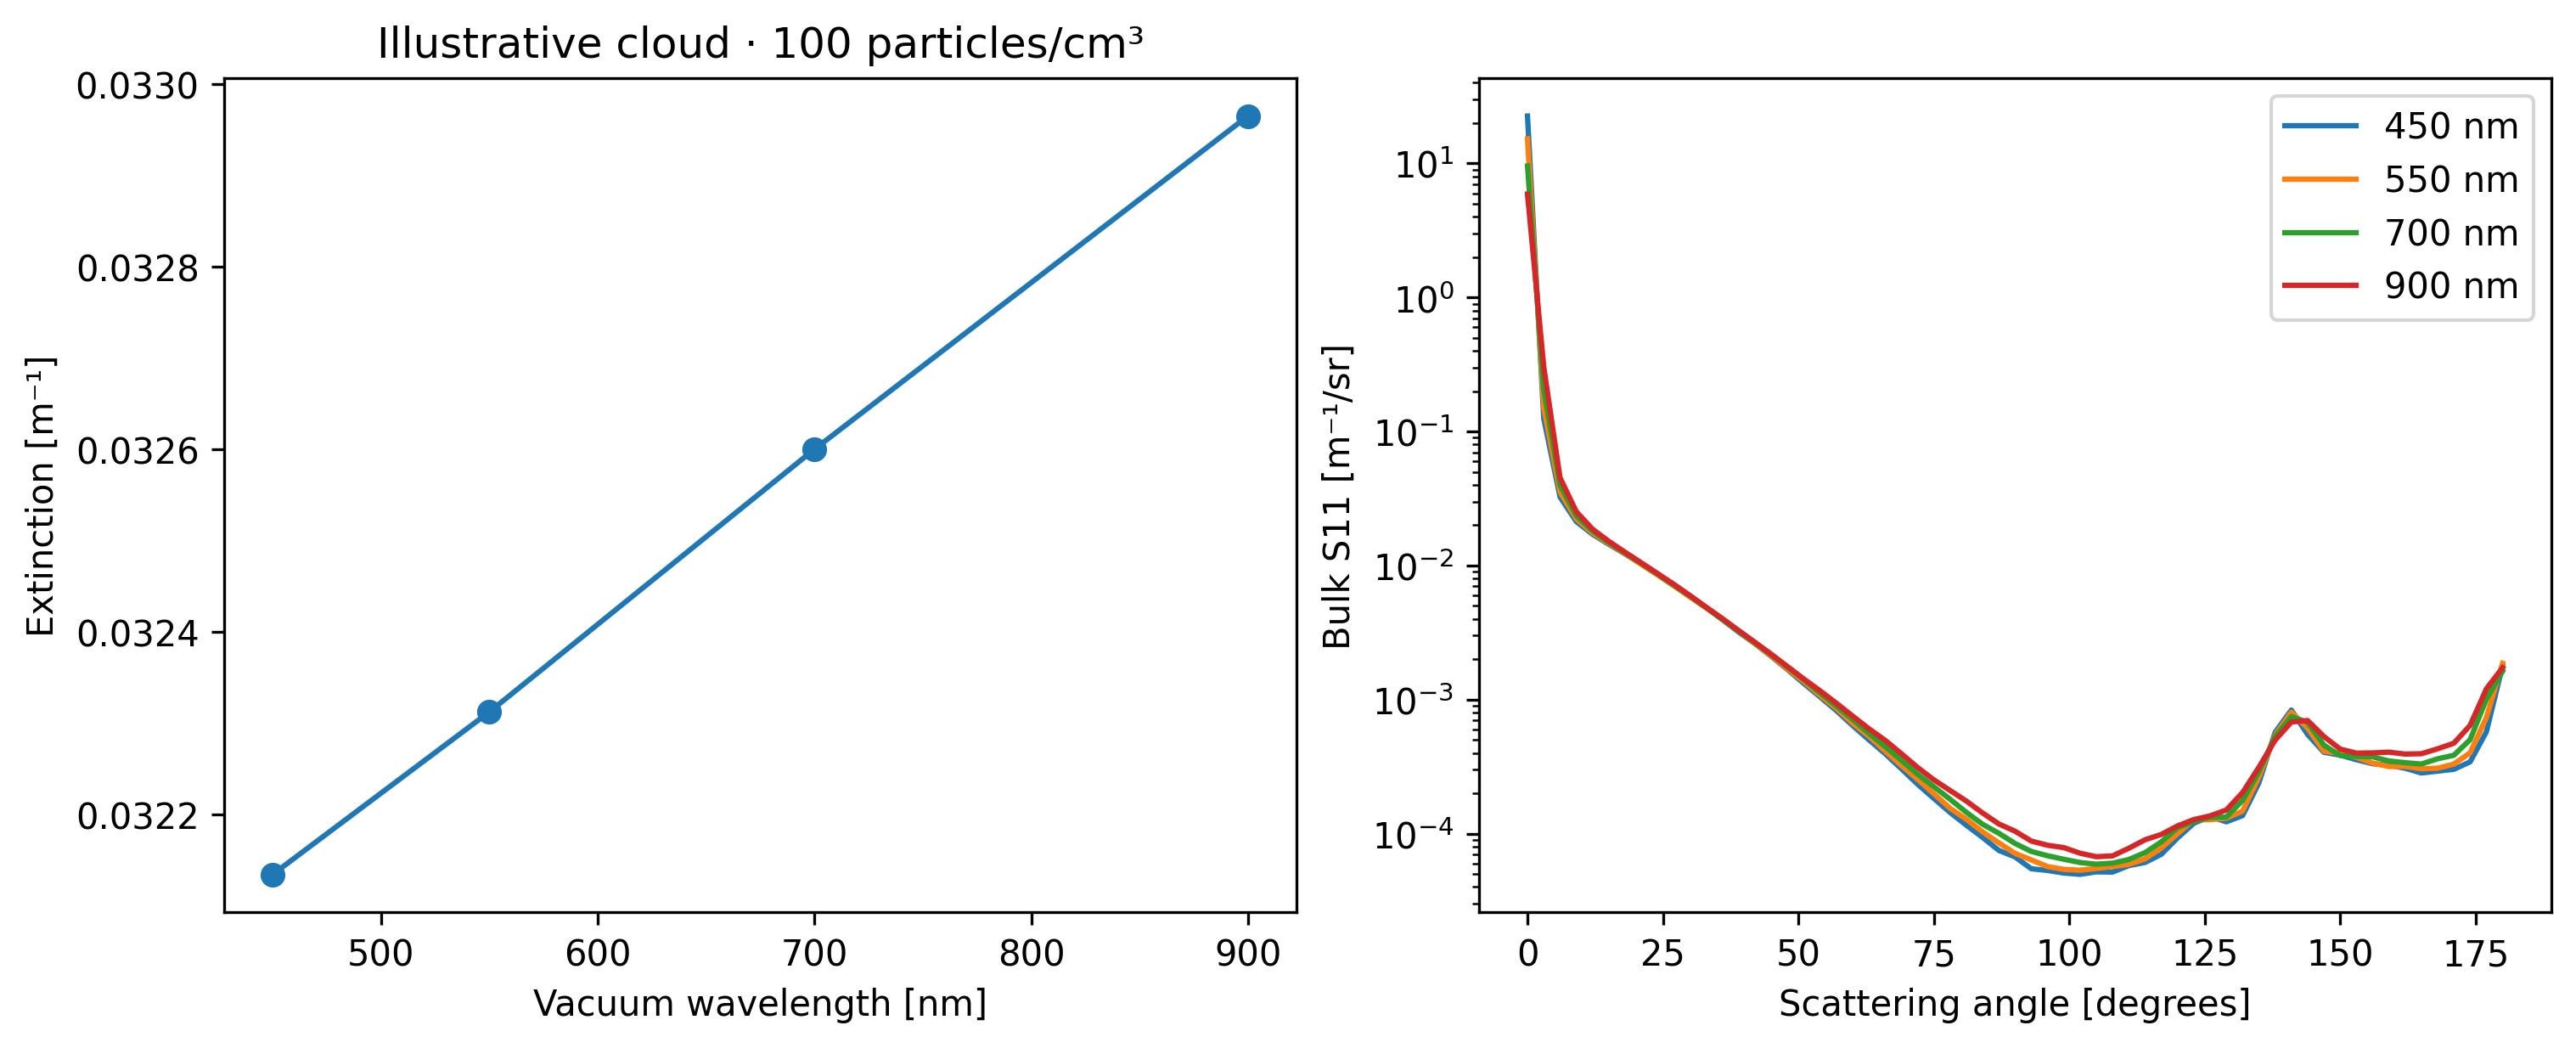 Illustrative cloud · 100 particles/cm³
0.0330
0.0328
0.0326
0.0324
0.0322
Extinction [m⁻¹]
500 600 700 800 900
Vacuum wavelength [nm]
450 nm
550 nm
700 nm
900 nm
10¹
10⁰
10⁻¹
10⁻²
10⁻³
10⁻⁴
Bulk S11 [m⁻¹/sr]
0 25 50 75 100 125 150 175
Scattering angle [degrees]